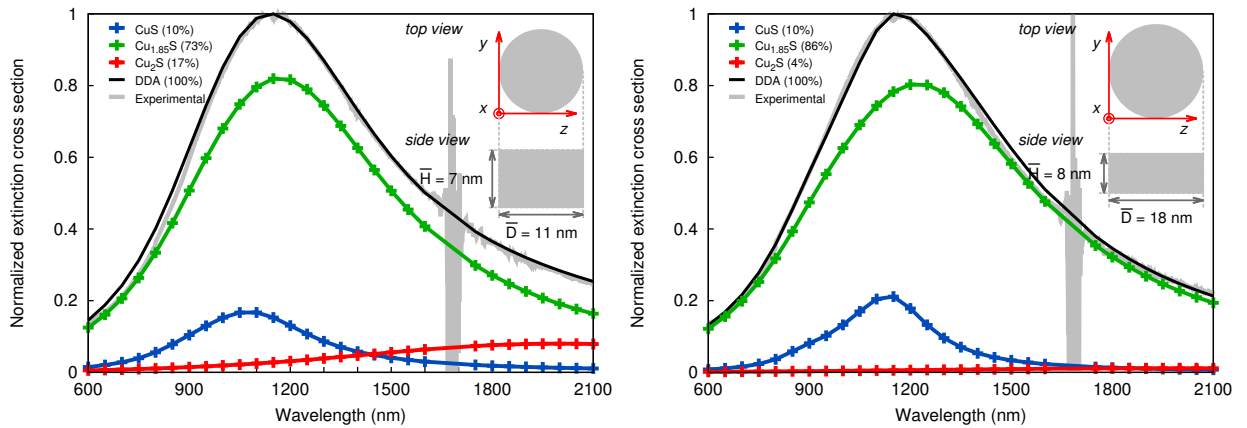 Normalized extinction cross section
1
0.8
0.6
0.4
0.2
0
CuS (10%)
Cu1.85S (73%)
Cu2S (17%)
DDA (100%)
Experimental
top view
y
x
z
side view
H̅ = 7 nm
D̅ = 11 nm
600 900 1200 1500 1800 2100
Wavelength (nm)
Normalized extinction cross section
1
0.8
0.6
0.4
0.2
0
CuS (10%)
Cu1.85S (86%)
Cu2S (4%)
DDA (100%)
Experimental
top view
y
x
z
side view
H̅ = 8 nm
D̅ = 18 nm
600 900 1200 1500 1800 2100
Wavelength (nm)